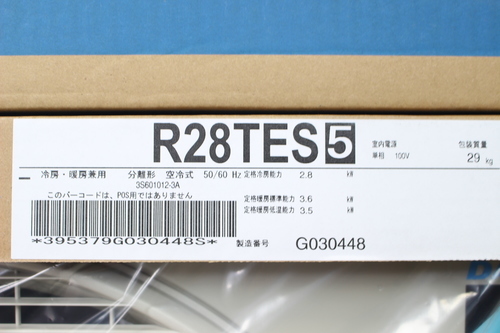 R28TES5
室内電源 包装質量
単相 100V 29 kg
冷房・暖房兼用 分離形 空冷式 50/60 Hz 定格冷房能力 2.8 kW
3S601012-3A
このバーコードは、POS用ではありません
定格暖房標準能力 3.6 kW
定格暖房低温能力 3.5 kW
*395379G030448S*
製造番号 G030448